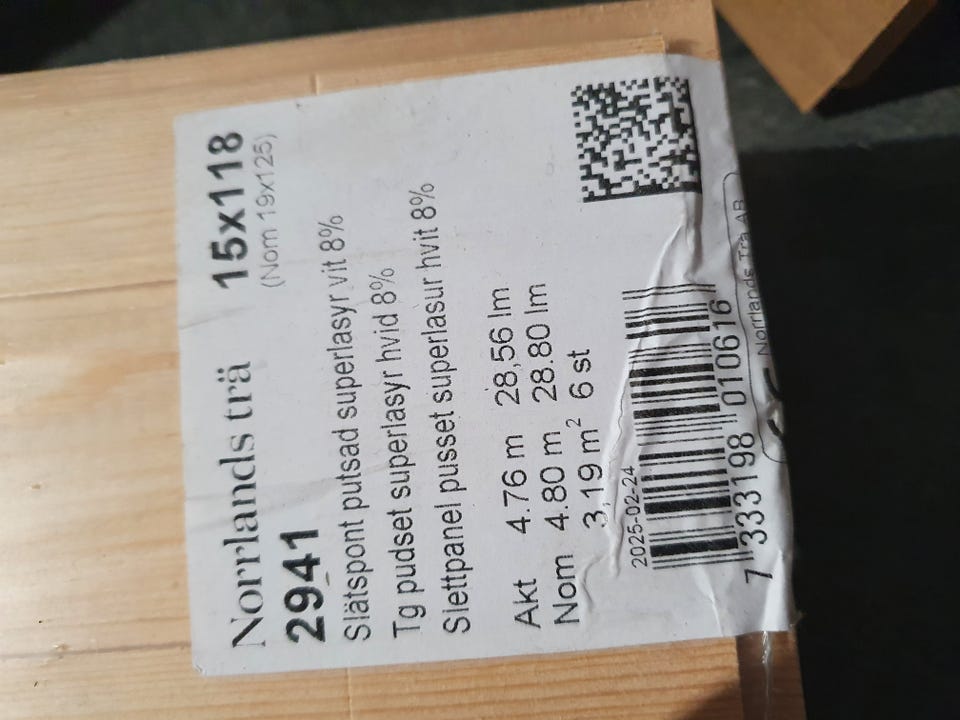 Norrlands trä 15x118
2941 (Nom 19x125)
Slätspont putsad superlasyr vit 8%
Tg pudset superlasyr hvid 8%
Slettpanel pusset superlasur hvit 8%
Akt 4.76 m 28,56 lm
Nom 4.80 m 28.80 lm
3,19 m² 6 st
2025-02-24
7 333198 010616
Norrlands Trä AB